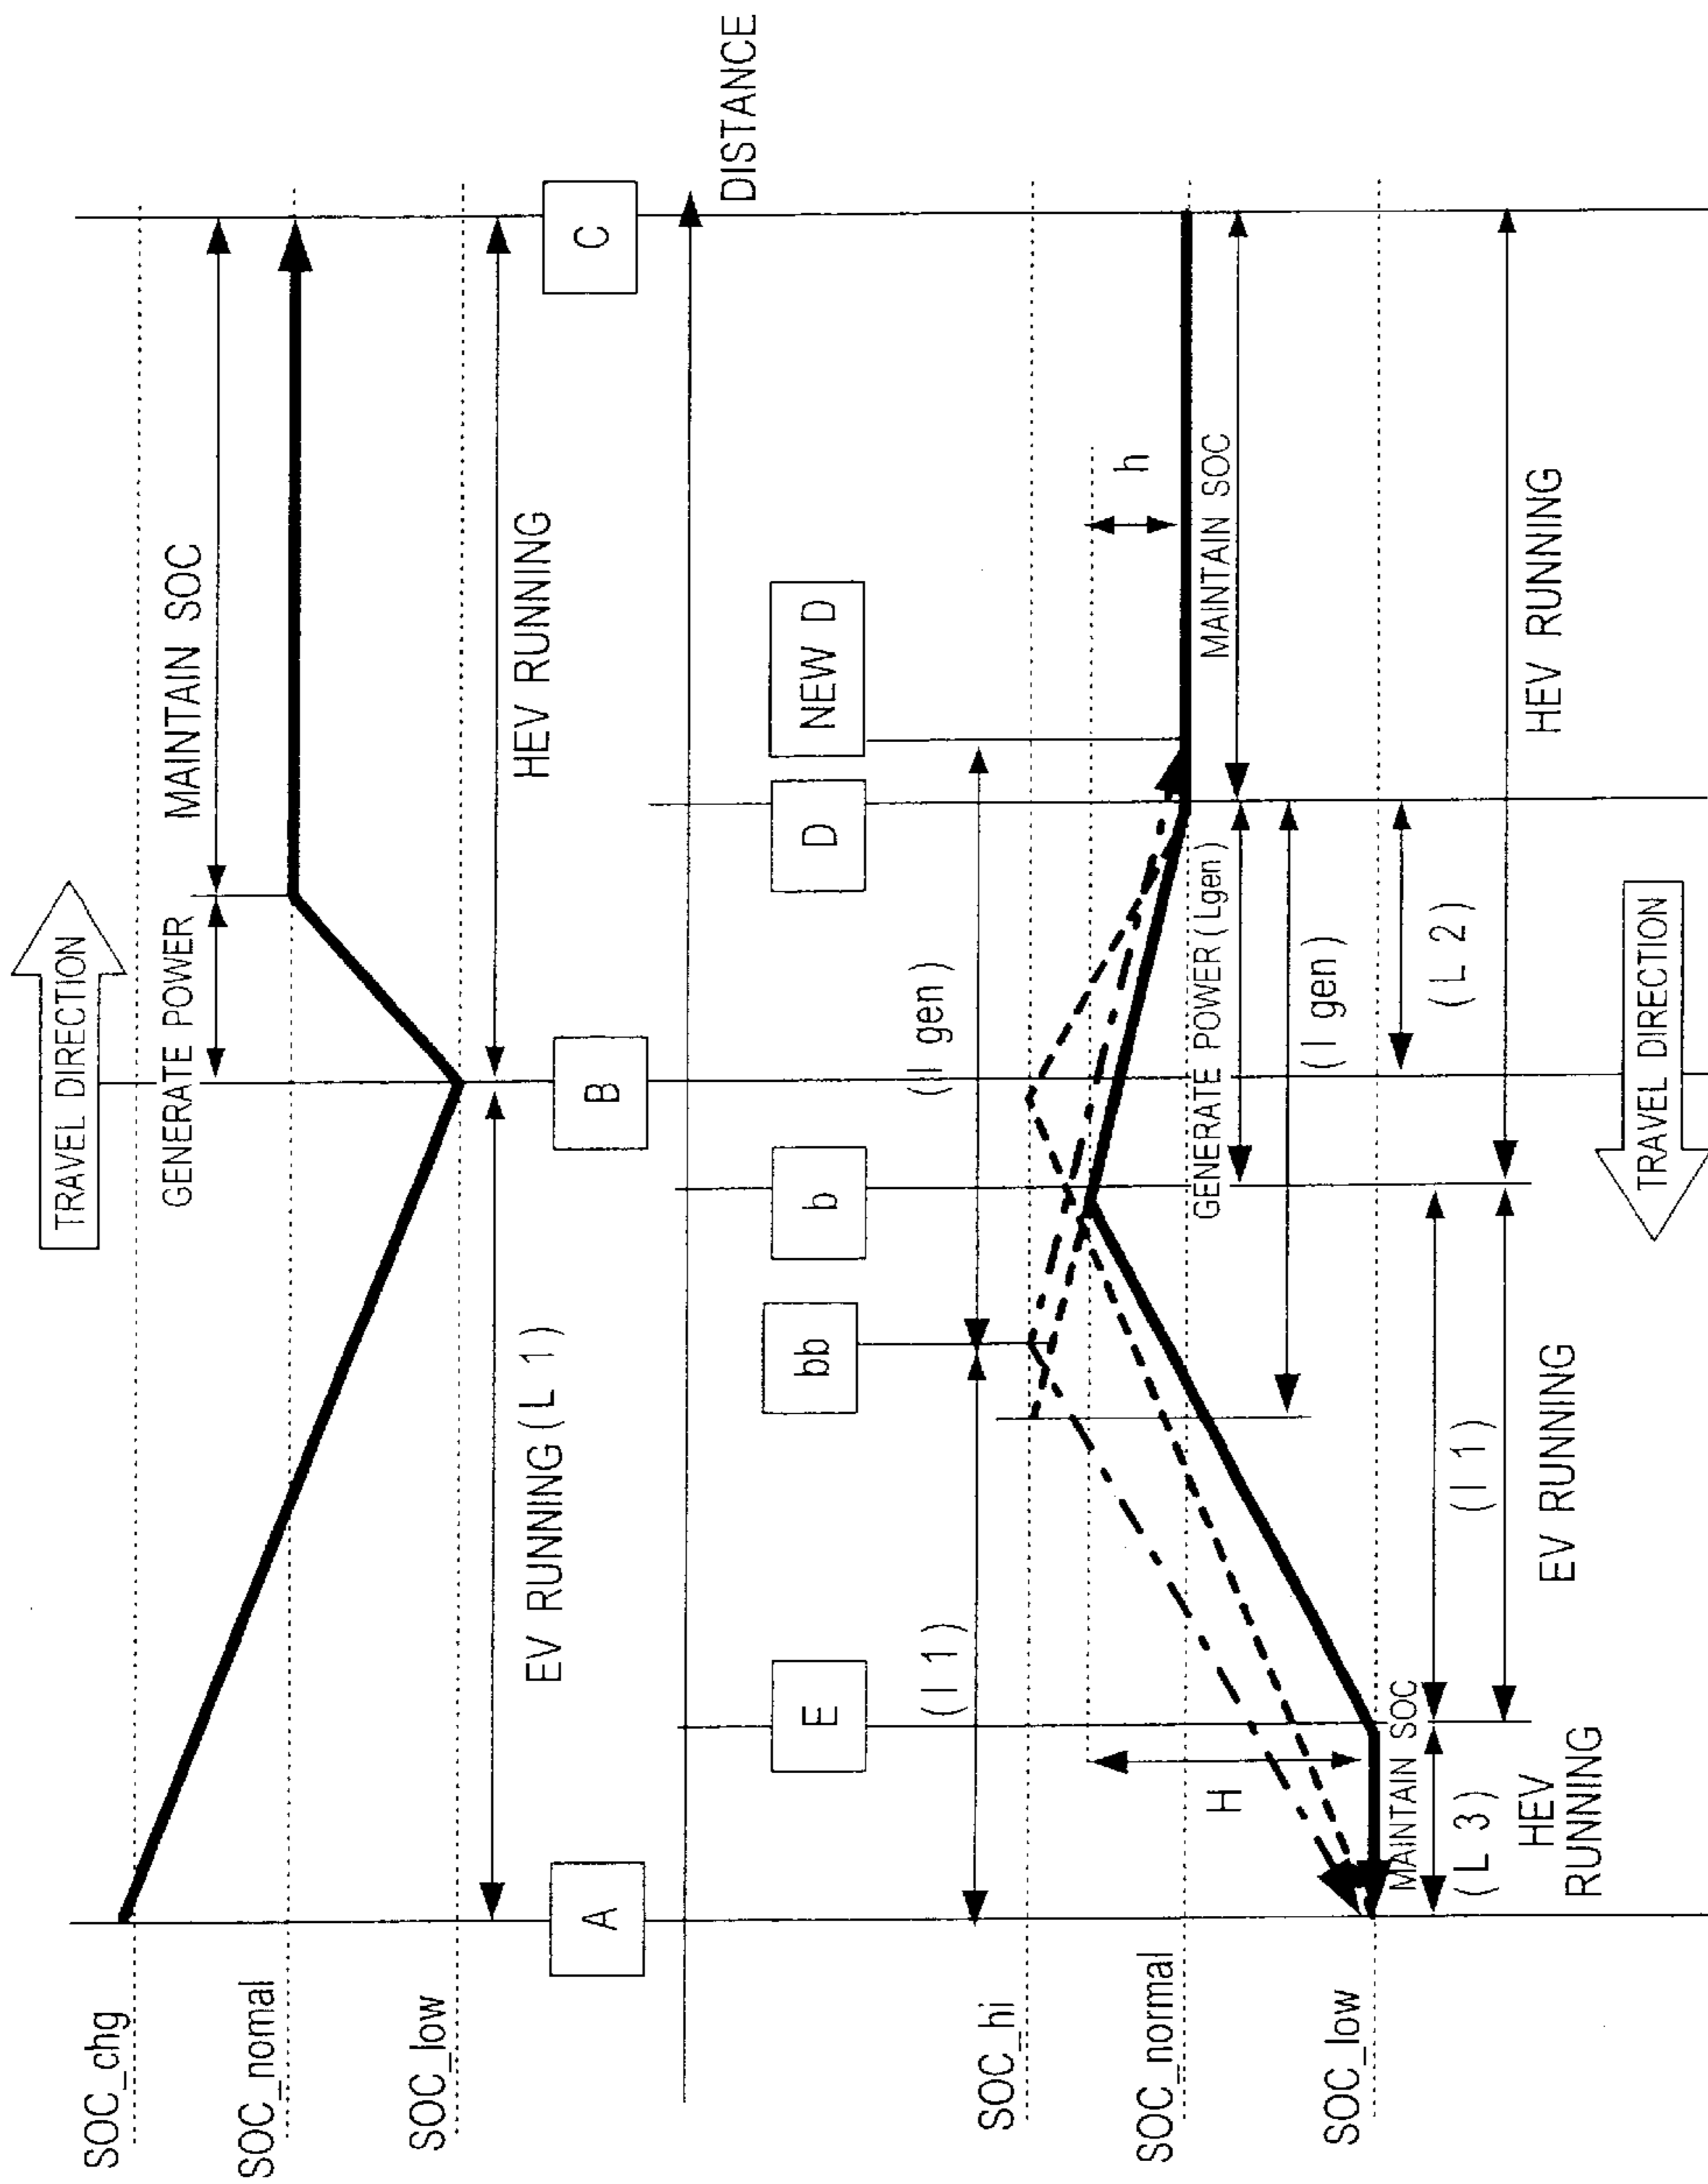 TRAVEL DIRECTION
SOC_chg
GENERATE POWER
MAINTAIN SOC
SOC_nomal
SOC_low
EV RUNNING(L 1)
HEV RUNNING
A
B
C
DISTANCE
E
bb
b
D
NEW D
(l 1)
(l gen)
SOC_hi
h
SOC_normal
H
GENERATE POWER(Lgen)
MAINTAIN SOC
(l gen)
SOC_low
MAINTAIN SOC
(L 3)
(l 1)
(L 2)
HEV
RUNNING
EV RUNNING
HEV RUNNING
TRAVEL DIRECTION